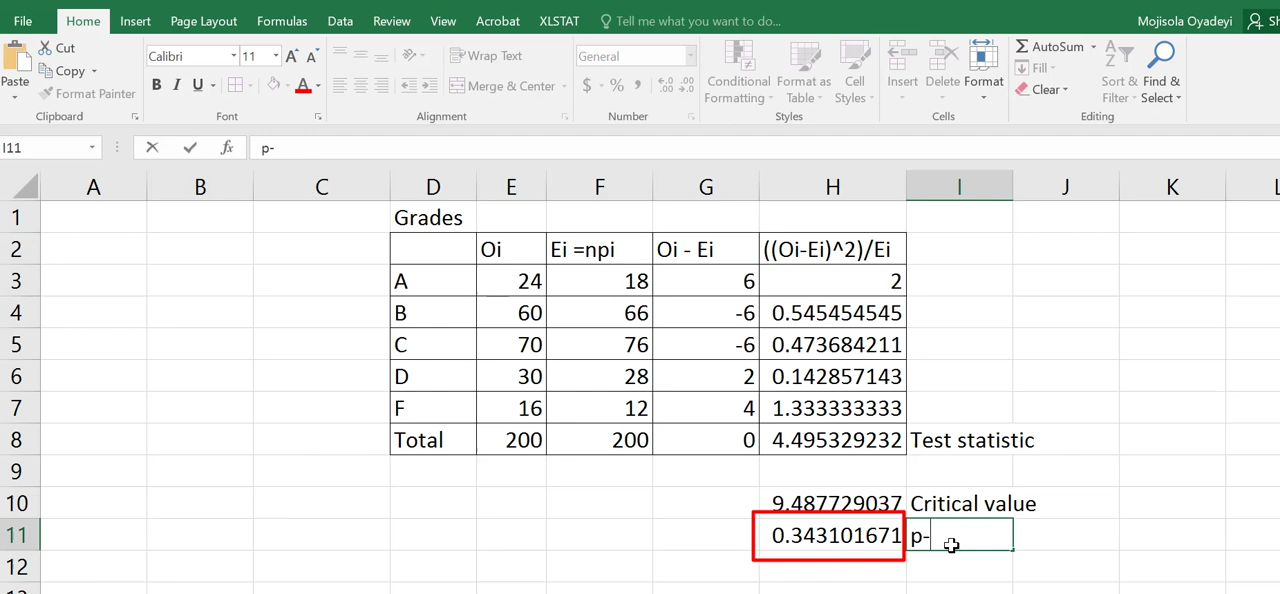 File Home Insert Page Layout Formulas Data Review View Acrobat XLSTAT Tell me what you want to do... Mojisola Oyadeyi
Cut
Copy
Format Painter
Paste
Clipboard
Calibri 11 A A
B I U A
Font
Wrap Text
Merge & Center
Alignment
General
$ % , .00 .0
Number
Conditional Formatting
Format as Table
Cell Styles
Styles
Insert Delete Format
Cells
AutoSum
Fill
Clear
Sort & Filter
Find & Select
Editing
I11 fx p-
A B C D E F G H I J K L
1 Grades
2 Oi Ei =npi Oi - Ei ((Oi-Ei)^2)/Ei
3 A 24 18 6 2
4 B 60 66 -6 0.545454545
5 C 70 76 -6 0.473684211
6 D 30 28 2 0.142857143
7 F 16 12 4 1.333333333
8 Total 200 200 0 4.495329232 Test statistic
9
10 9.487729037 Critical value
11 0.343101671 p-
12